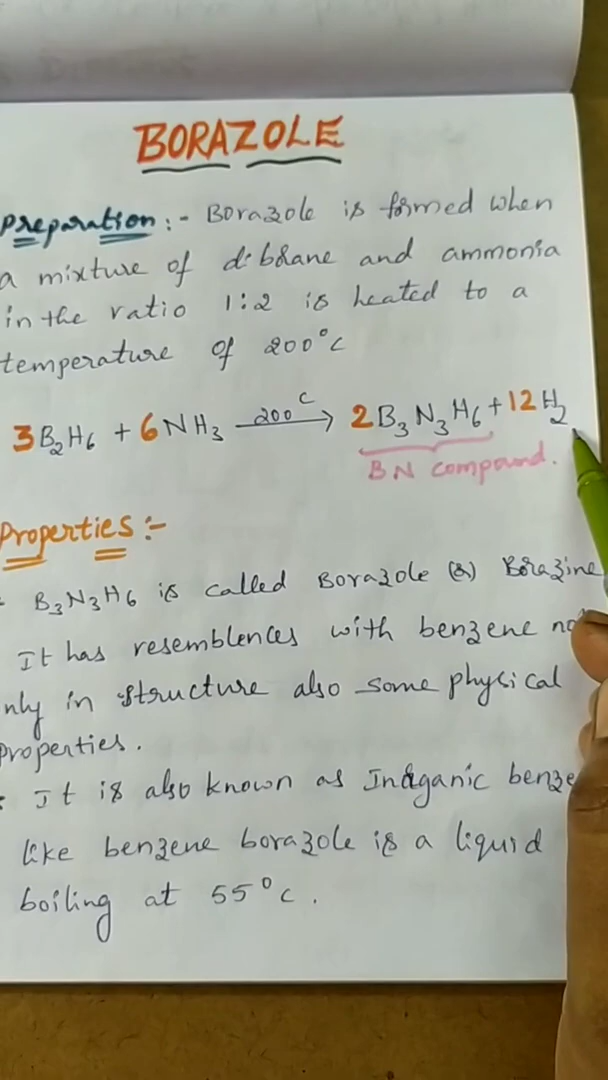 BORAZOLE
Preparation :- Borazole is formed when
a mixture of dibrane and ammonia
in the ratio 1:2 is heated to a
temperature of 200°C
3B₂H₆ + 6NH₃ —200°C→ 2B₃N₃H₆ + 12H₂
BN compound.
Properties :-
B₃N₃H₆ is called Borazole (or) Borazine
It has resemblences with benzene no
nly in structure also some physical
properties.
It is also known as Inorganic benze
like benzene borazole is a liquid
boiling at 55°C.